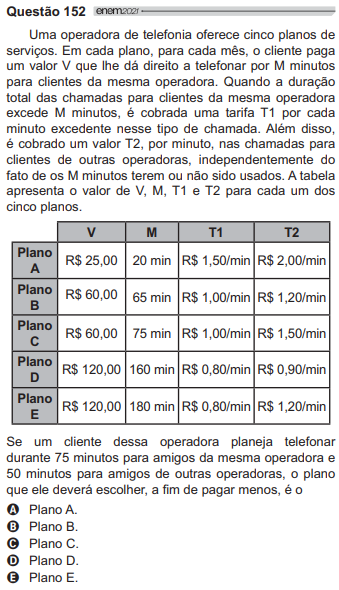 Questão 152 enem2021
Uma operadora de telefonia oferece cinco planos de
serviços. Em cada plano, para cada mês, o cliente paga
um valor V que lhe dá direito a telefonar por M minutos
para clientes da mesma operadora. Quando a duração
total das chamadas para clientes da mesma operadora
excede M minutos, é cobrada uma tarifa T1 por cada
minuto excedente nesse tipo de chamada. Além disso,
é cobrado um valor T2, por minuto, nas chamadas para
clientes de outras operadoras, independentemente do
fato de os M minutos terem ou não sido usados. A tabela
apresenta o valor de V, M, T1 e T2 para cada um dos
cinco planos.
V M T1 T2
Plano A R$ 25,00 20 min R$ 1,50/min R$ 2,00/min
Plano B R$ 60,00 65 min R$ 1,00/min R$ 1,20/min
Plano C R$ 60,00 75 min R$ 1,00/min R$ 1,50/min
Plano D R$ 120,00 160 min R$ 0,80/min R$ 0,90/min
Plano E R$ 120,00 180 min R$ 0,80/min R$ 1,20/min
Se um cliente dessa operadora planeja telefonar
durante 75 minutos para amigos da mesma operadora e
50 minutos para amigos de outras operadoras, o plano
que ele deverá escolher, a fim de pagar menos, é o
A Plano A.
B Plano B.
C Plano C.
D Plano D.
E Plano E.